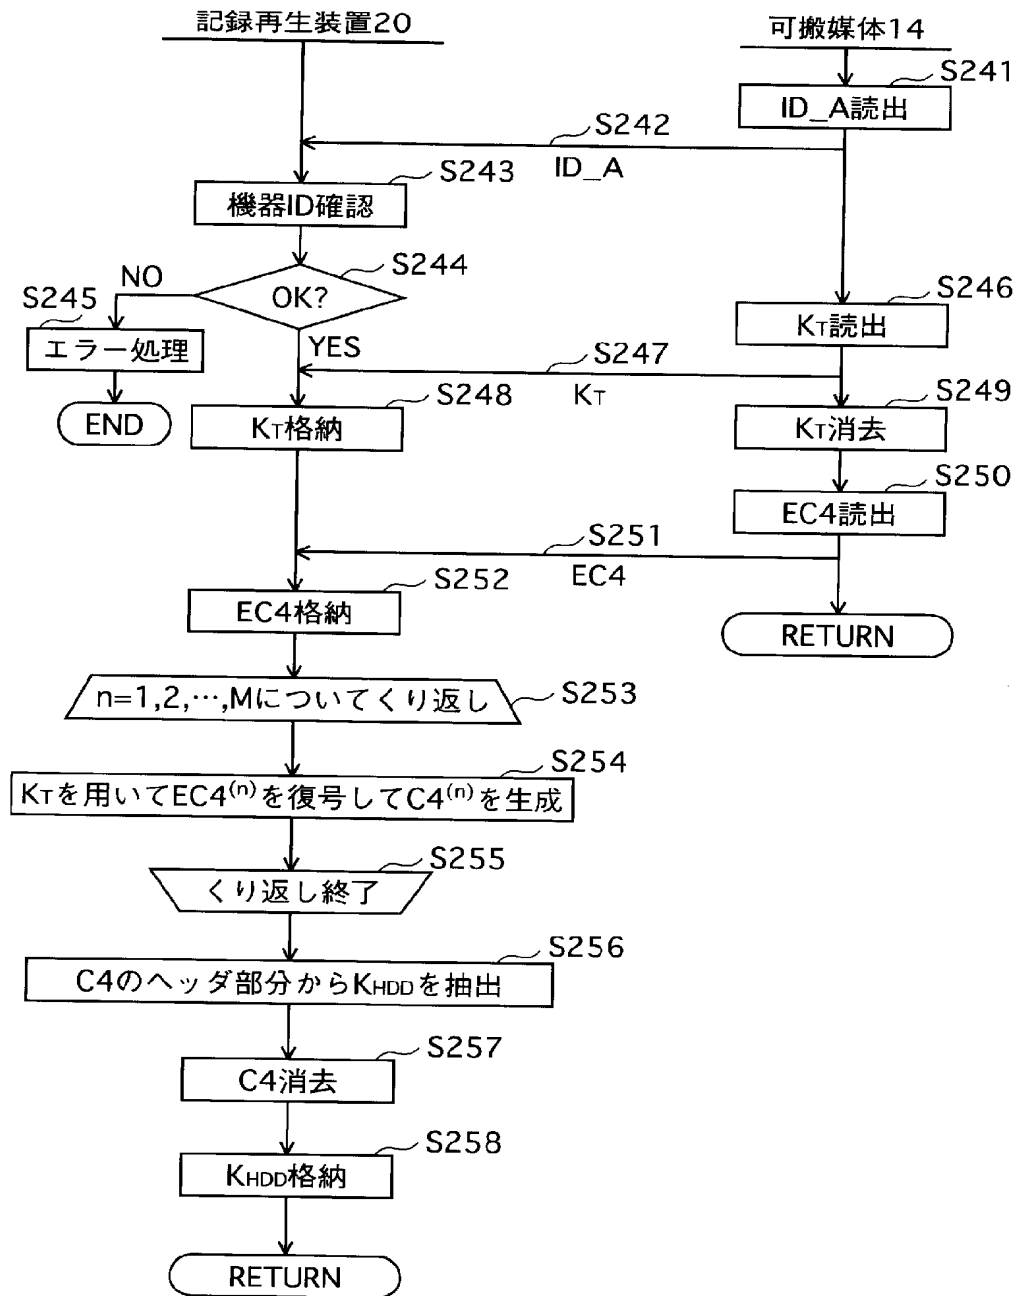 記録再生装置20
可搬媒体14
S241
ID_A読出
S242
ID_A
S243
機器ID確認
S244
OK?
NO
YES
S245
エラー処理
END
S246
KT読出
S247
KT
S248
KT格納
S249
KT消去
S250
EC4読出
S251
EC4
S252
EC4格納
RETURN
S253
n=1,2,…,Mについてくり返し
S254
KTを用いてEC4(n)を復号してC4(n)を生成
S255
くり返し終了
S256
C4のヘッダ部分からKHDDを抽出
S257
C4消去
S258
KHDD格納
RETURN